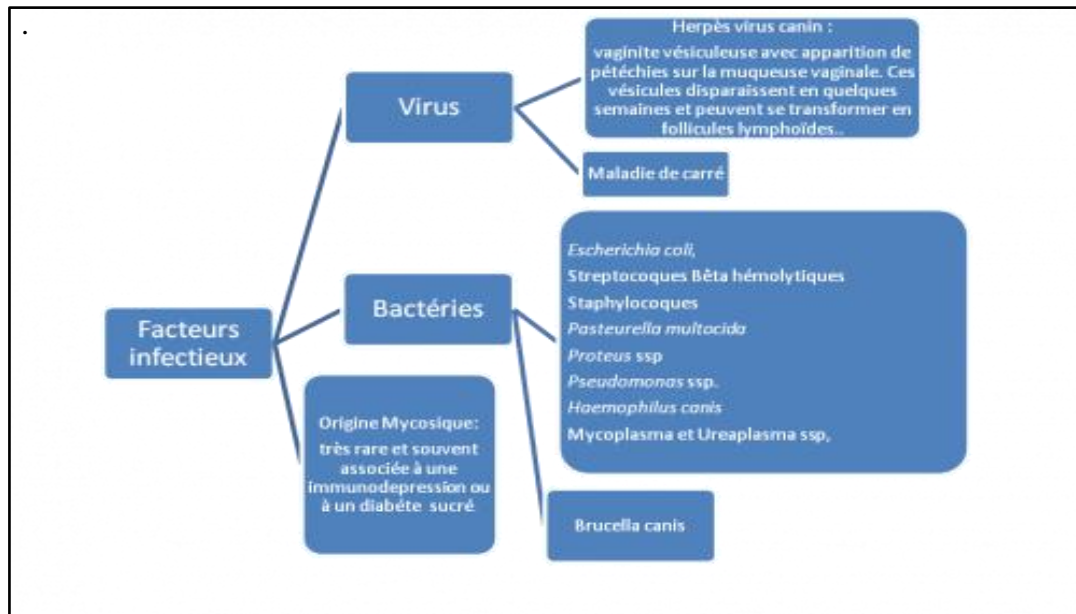 .
Facteurs
infectieux
Virus
Herpès virus canin :
vaginite vésiculeuse avec apparition de
pétéchies sur la muqueuse vaginale. Ces
vésicules disparaissent en quelques
semaines et peuvent se transformer en
follicules lymphoïdes..
Maladie de carré
Bactéries
Escherichia coli,
Streptocoques Bêta hémolytiques
Staphylocoques
Pasteurella multocida
Proteus ssp
Pseudomonas ssp.
Haemophilus canis
Mycoplasma et Ureaplasma ssp,
Brucella canis
Origine Mycosique:
très rare et souvent
associée à une
immunodepression ou
à un diabéte sucré